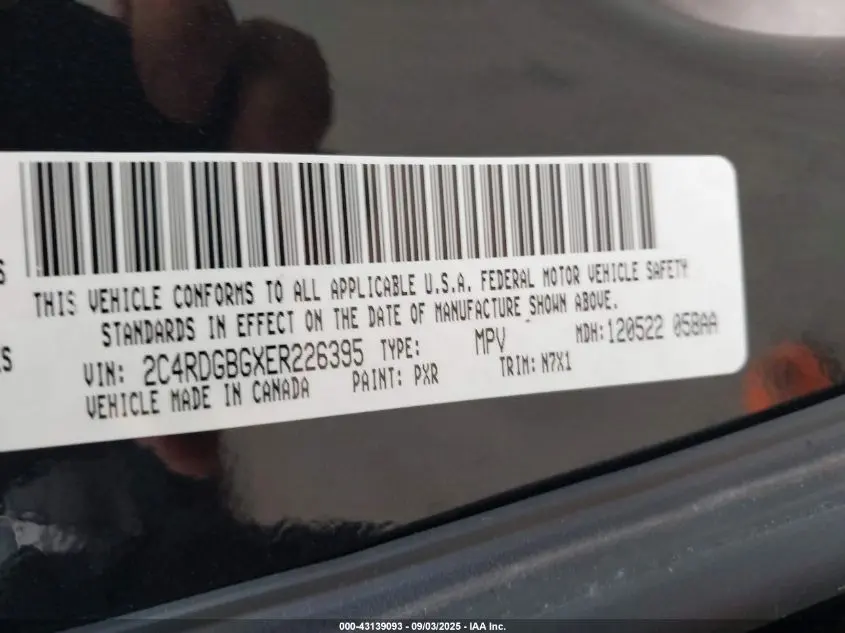 THIS VEHICLE CONFORMS TO ALL APPLICABLE U.S.A. FEDERAL MOTOR VEHICLE SAFETY
STANDARDS IN EFFECT ON THE DATE OF MANUFACTURE SHOWN ABOVE.
VIN: 2C4RDGBGXER226395 TYPE: MPV MDH: 120522 058AA
VEHICLE MADE IN CANADA PAINT: PXR TRIM: N7X1
000-43139093 - 09/03/2025 - IAA Inc.